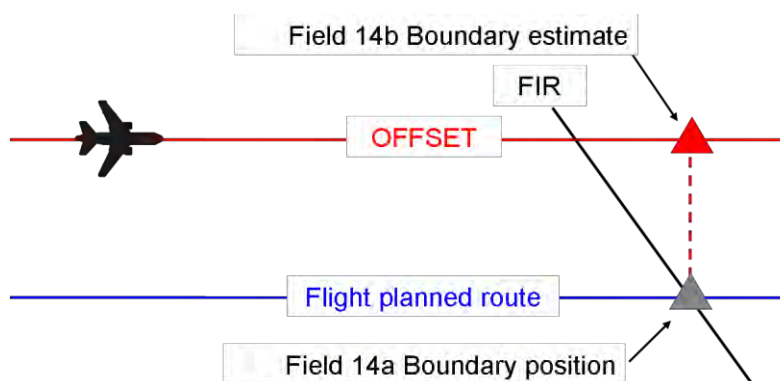 Field 14b Boundary estimate
FIR
OFFSET
Flight planned route
Field 14a Boundary position